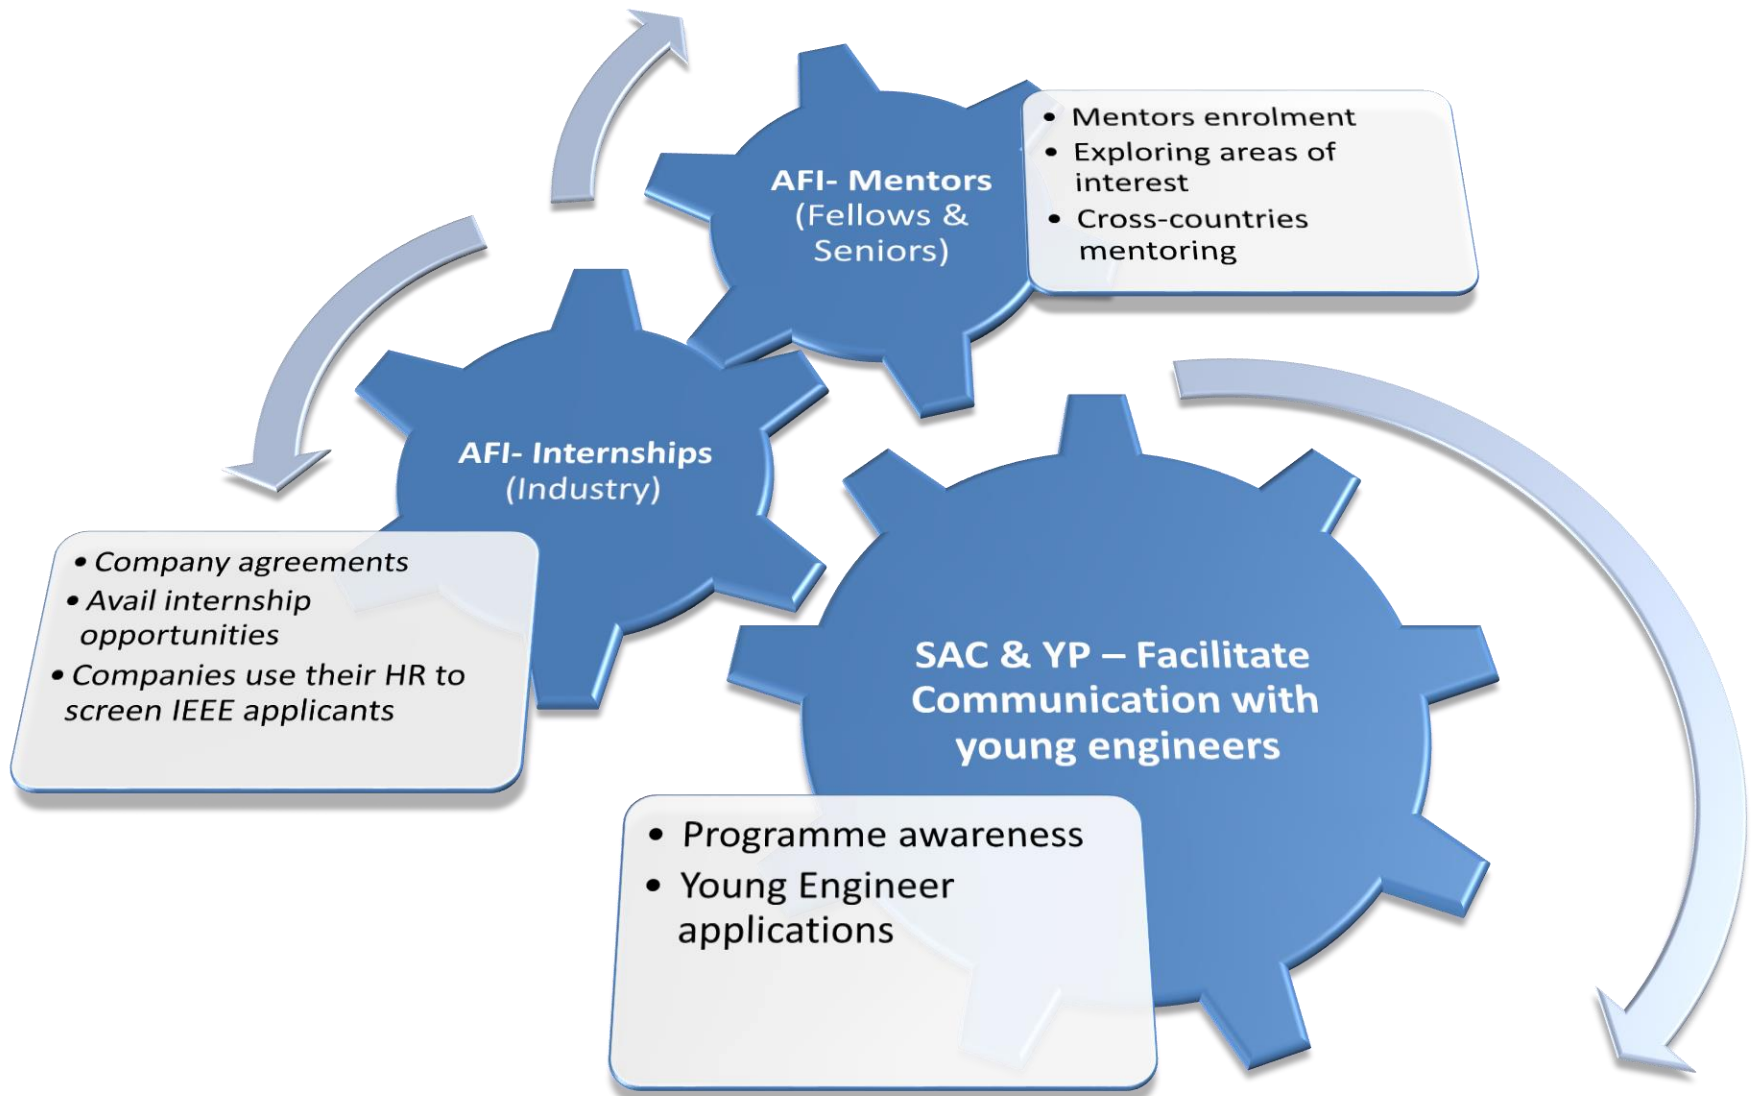 AFI- Mentors
(Fellows &
Seniors)
• Mentors enrolment
• Exploring areas of
interest
• Cross-countries
mentoring
AFI- Internships
(Industry)
• Company agreements
• Avail internship
opportunities
• Companies use their HR to
screen IEEE applicants
SAC & YP – Facilitate
Communication with
young engineers
• Programme awareness
• Young Engineer
applications